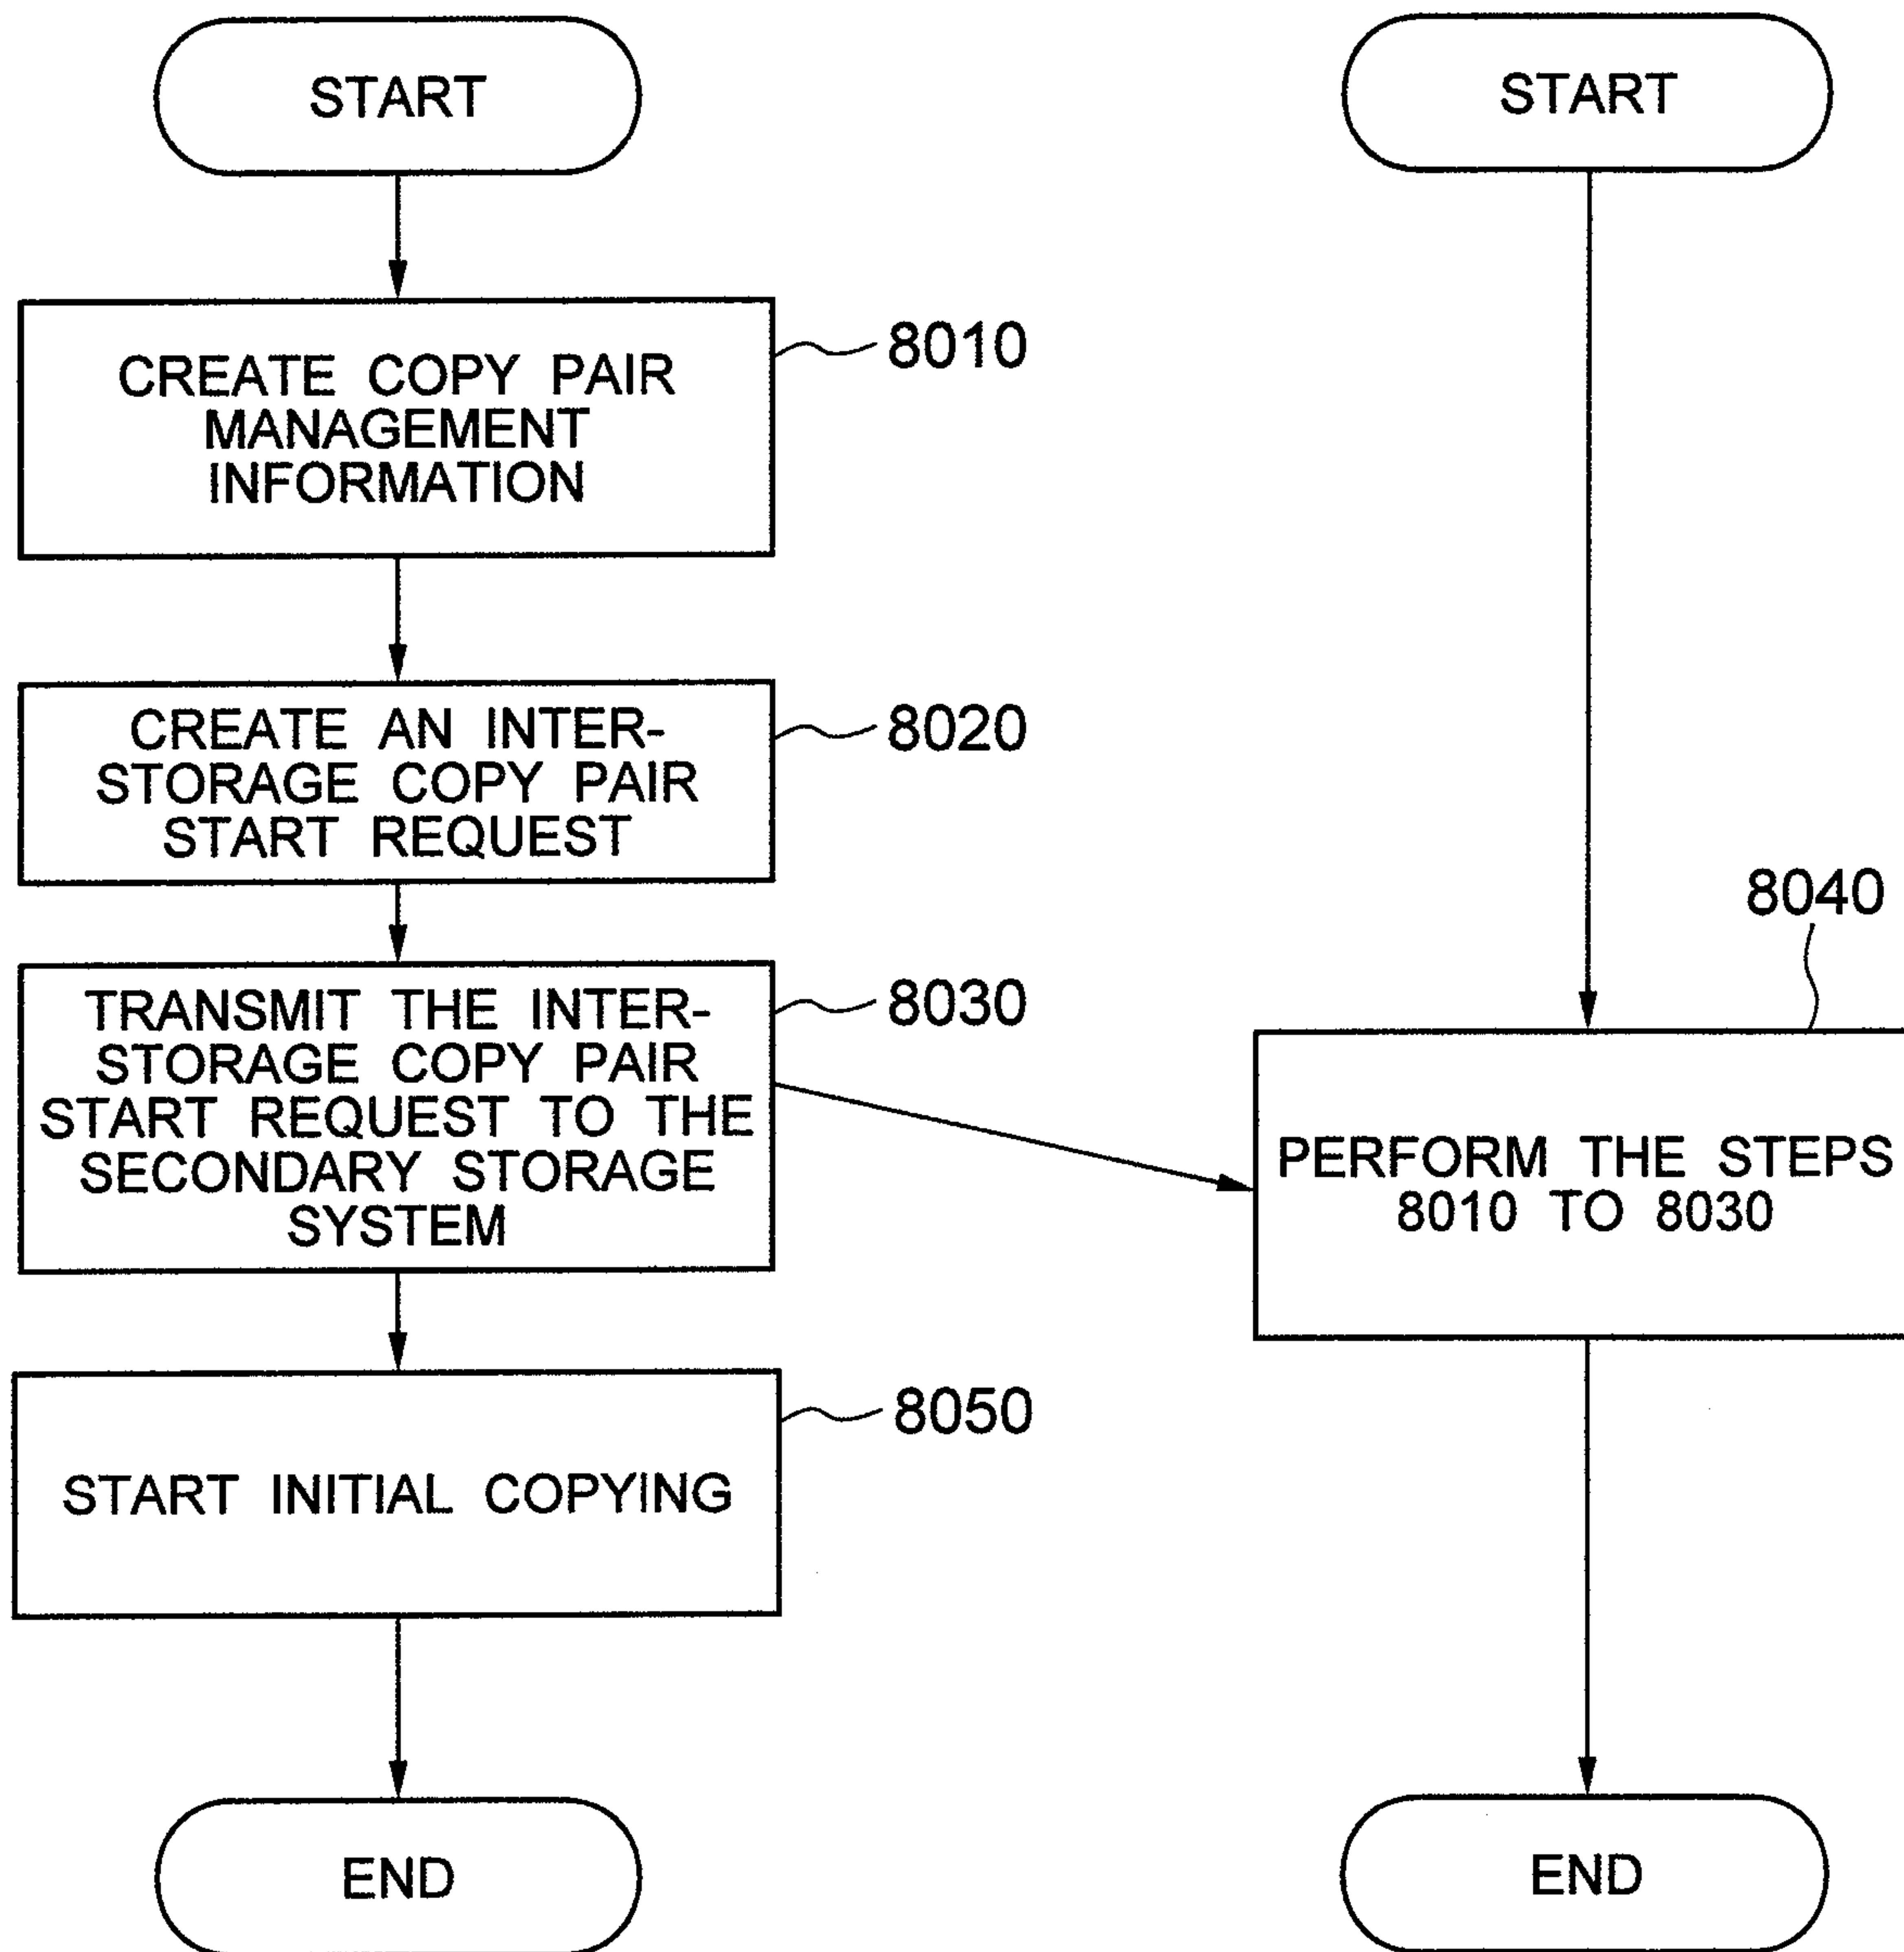 START
CREATE COPY PAIR
MANAGEMENT
INFORMATION
8010
CREATE AN INTER-
STORAGE COPY PAIR
START REQUEST
8020
TRANSMIT THE INTER-
STORAGE COPY PAIR
START REQUEST TO THE
SECONDARY STORAGE
SYSTEM
8030
START INITIAL COPYING
8050
END
START
8040
PERFORM THE STEPS
8010 TO 8030
END